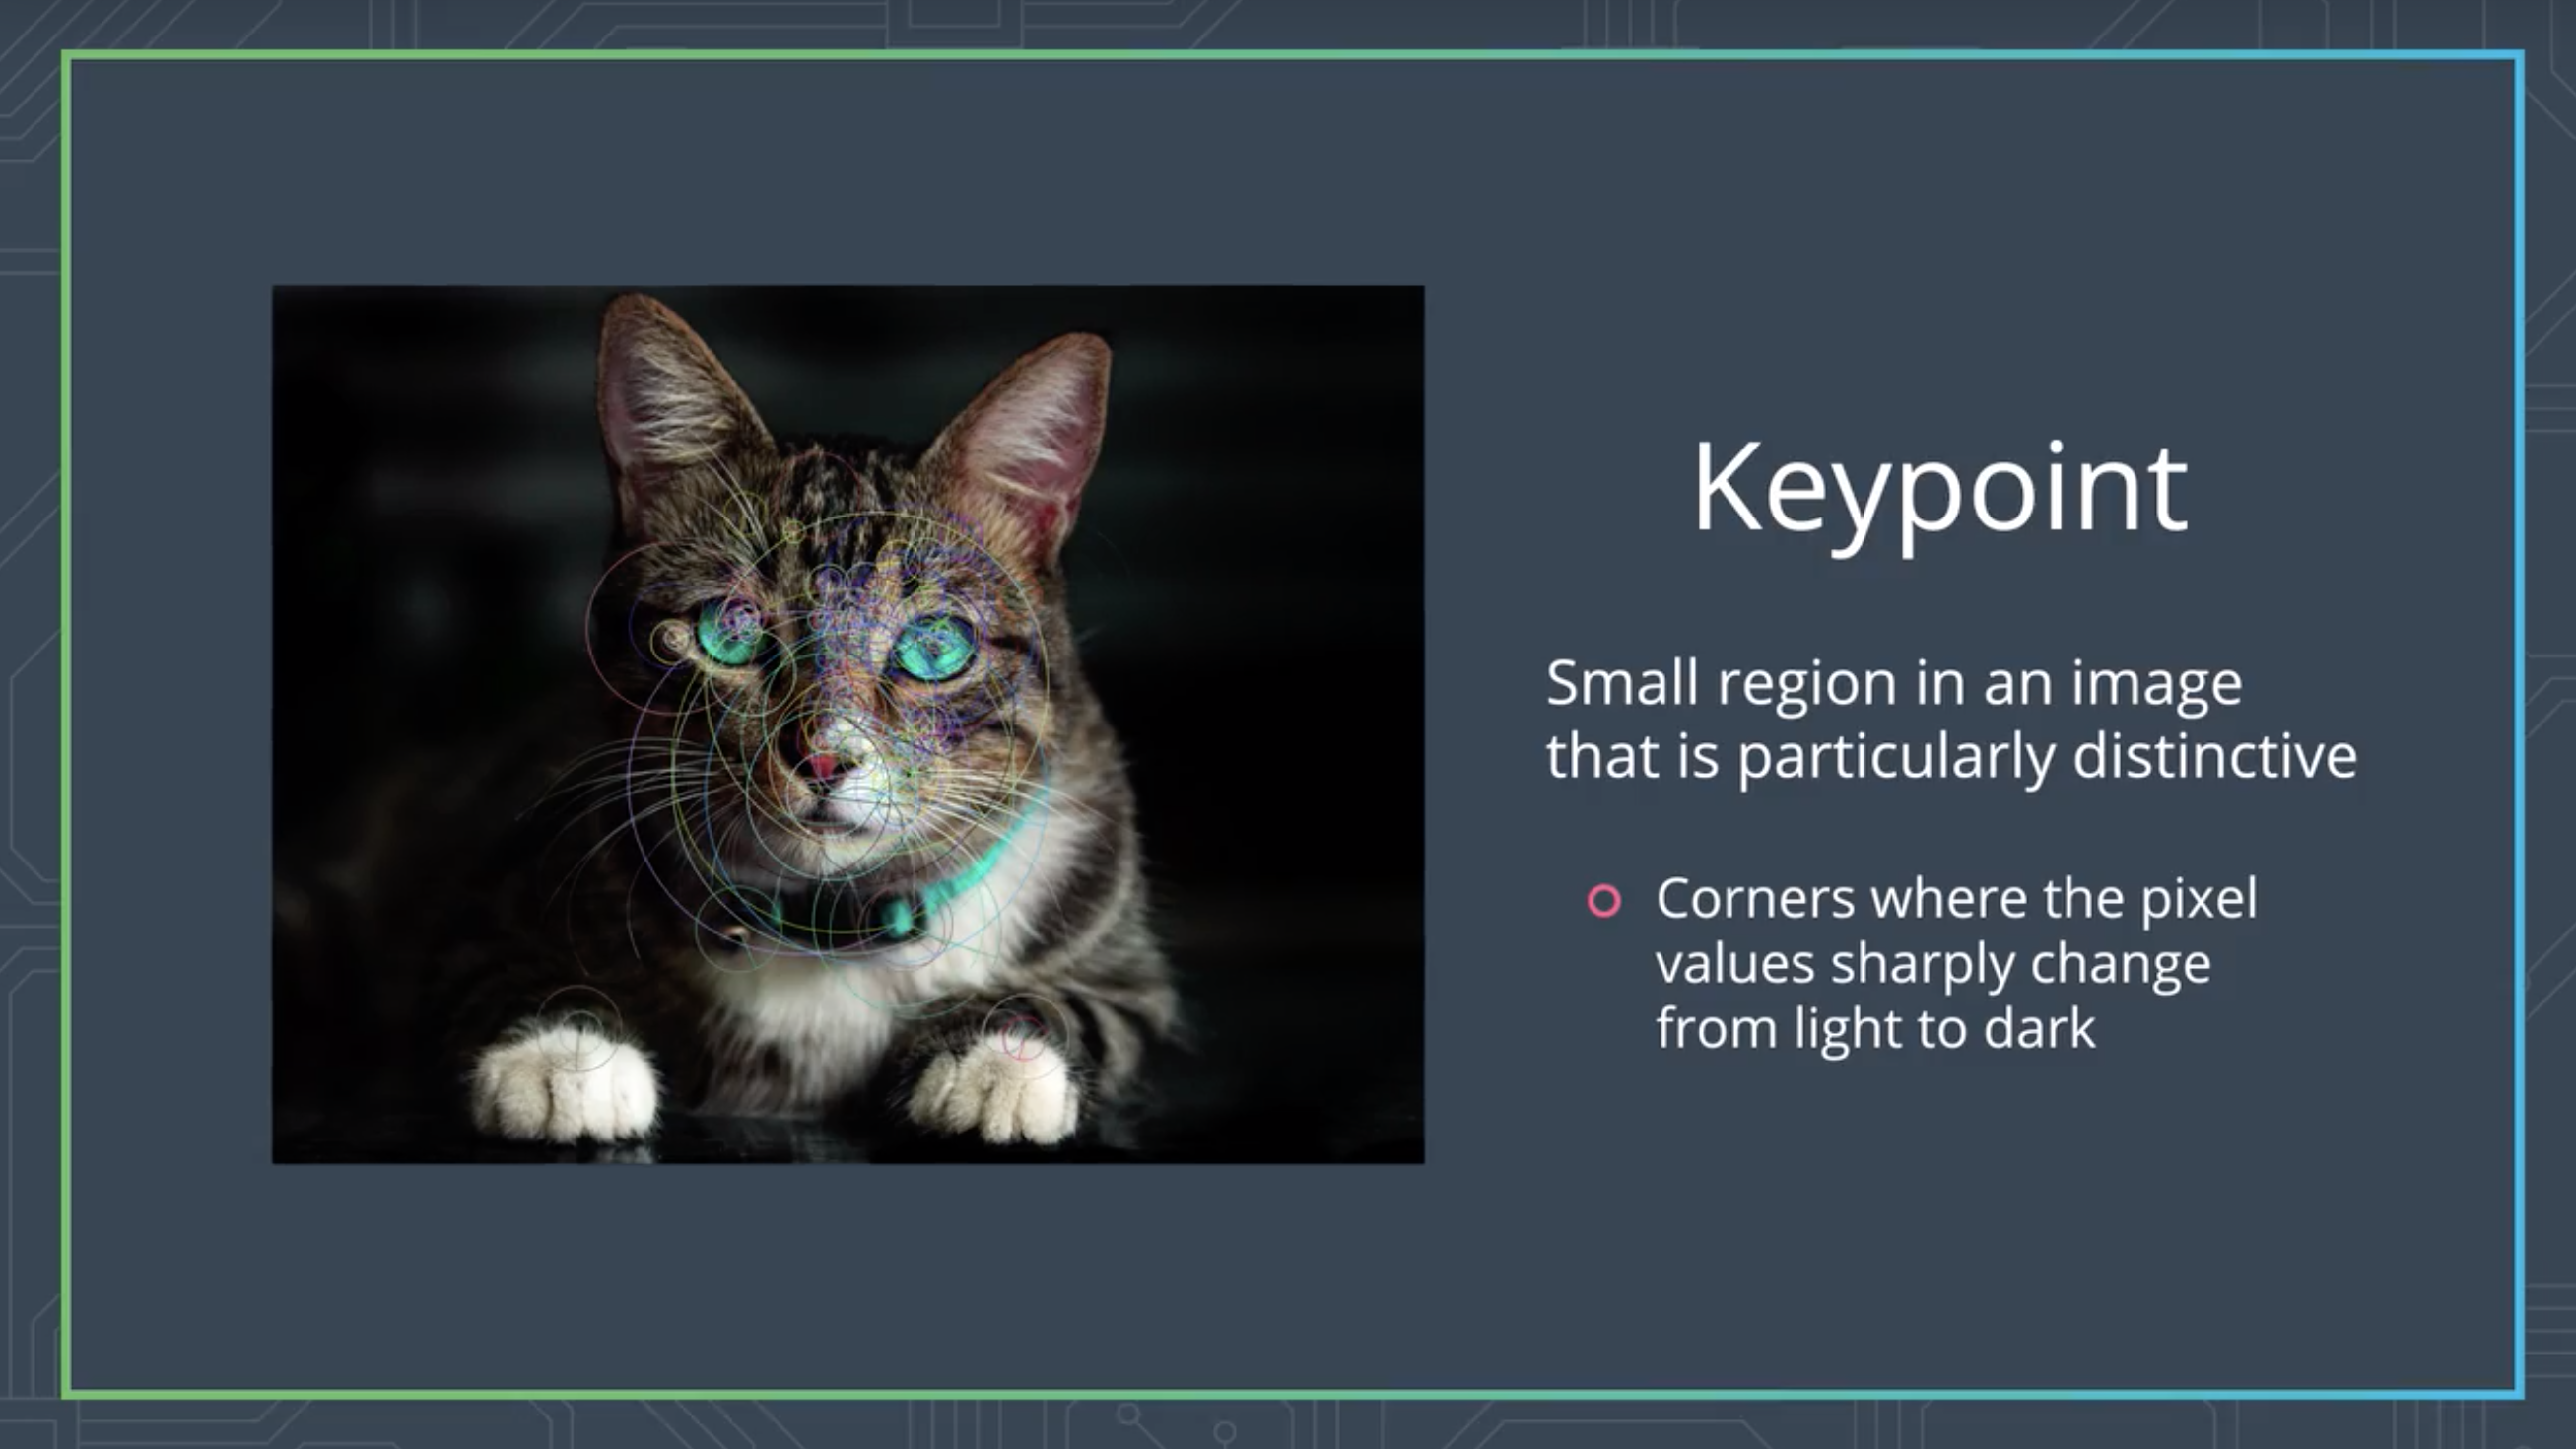 Keypoint
Small region in an image
that is particularly distinctive
Corners where the pixel
values sharply change
from light to dark